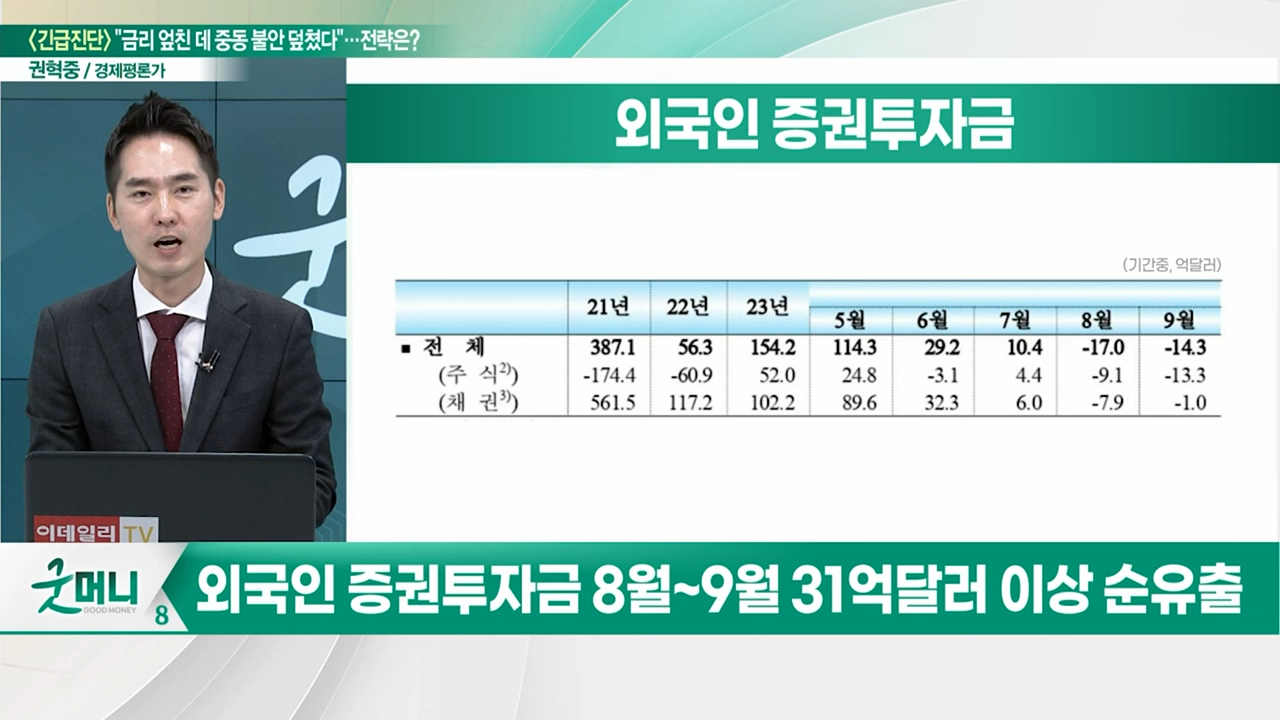 <긴급진단> "금리 엎친 데 중동 불안 덮쳤다"…전략은?
권혁중 / 경제평론가
외국인 증권투자금
(기간중, 억달러)
21년 22년 23년
5월 6월 7월 8월 9월
■ 전 체 387.1 56.3 154.2 114.3 29.2 10.4 -17.0 -14.3
(주 식2)) -174.4 -60.9 52.0 24.8 -3.1 4.4 -9.1 -13.3
(채 권3)) 561.5 117.2 102.2 89.6 32.3 6.0 -7.9 -1.0
이데일리 TV
굿머니
GOOD MONEY
8
외국인 증권투자금 8월~9월 31억달러 이상 순유출